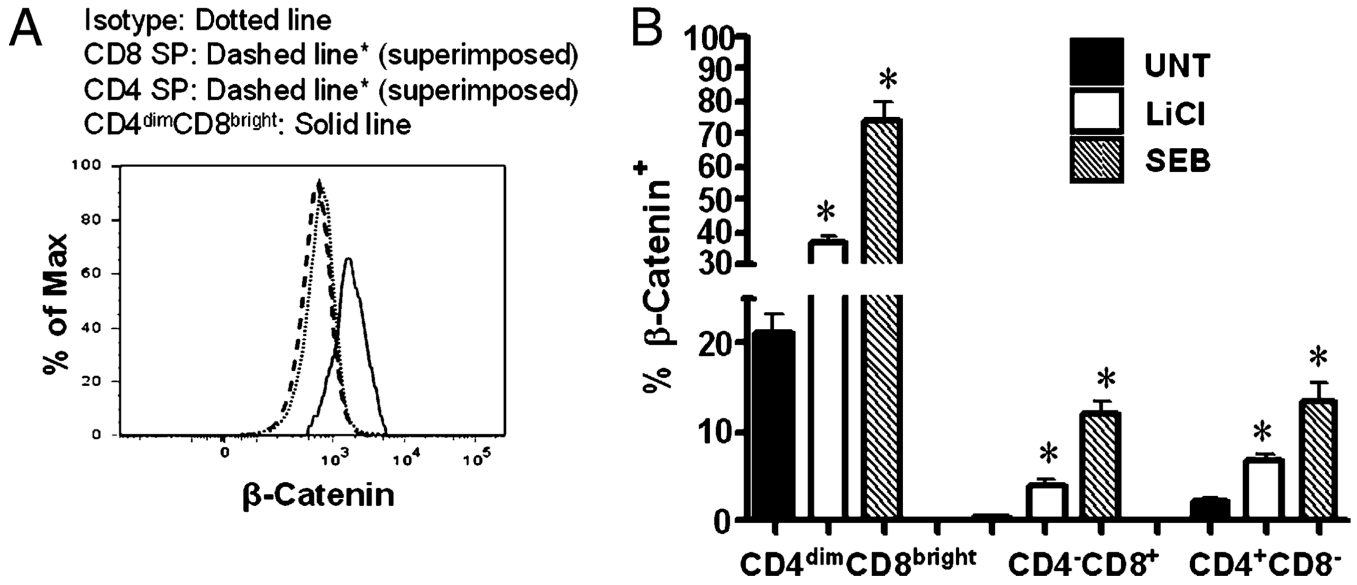 A
Isotype: Dotted line
CD8 SP: Dashed line* (superimposed)
CD4 SP: Dashed line* (superimposed)
CD4dimCD8bright: Solid line
100
80
60
40
20
0
% of Max
0 10³ 10⁴ 10⁵
β-Catenin
B
100
90
80
70
60
50
40
30
20
10
0
% β-Catenin⁺
* * * * * *
UNT
LiCl
SEB
CD4dimCD8bright CD4⁻CD8⁺ CD4⁺CD8⁻